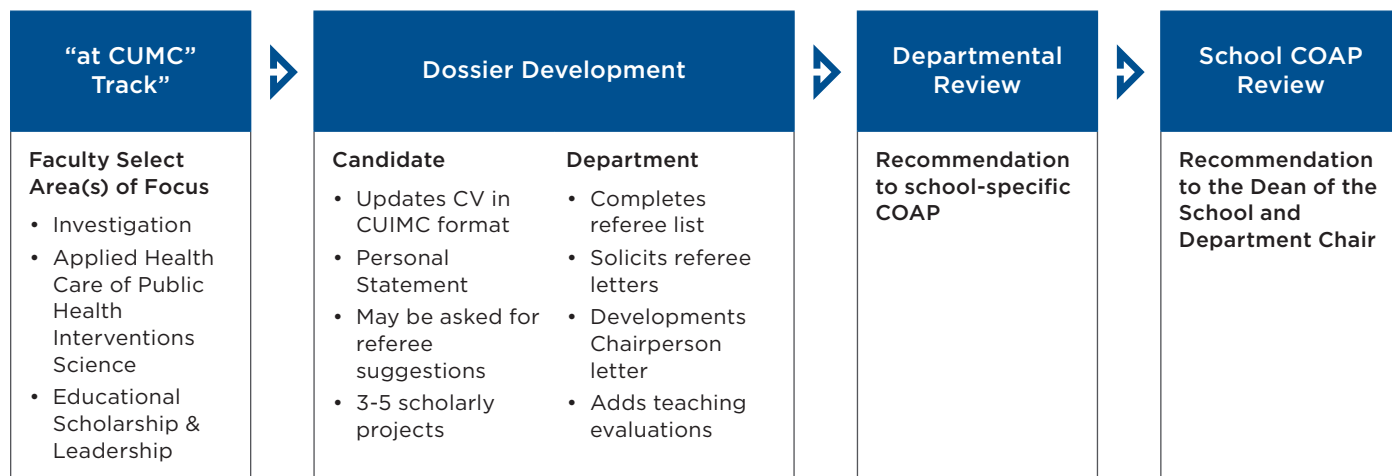 “at CUMC”
Track”
Faculty Select
Area(s) of Focus
• Investigation
• Applied Health
Care of Public
Health
Interventions
Science
• Educational
Scholarship &
Leadership
Dossier Development
Candidate
• Updates CV in
CUIMC format
• Personal
Statement
• May be asked for
referee
suggestions
• 3-5 scholarly
projects
Department
• Completes
referee list
• Solicits referee
letters
• Developments
Chairperson
letter
• Adds teaching
evaluations
Departmental
Review
Recommendation
to school-specific
COAP
School COAP
Review
Recommendation
to the Dean of the
School and
Department Chair